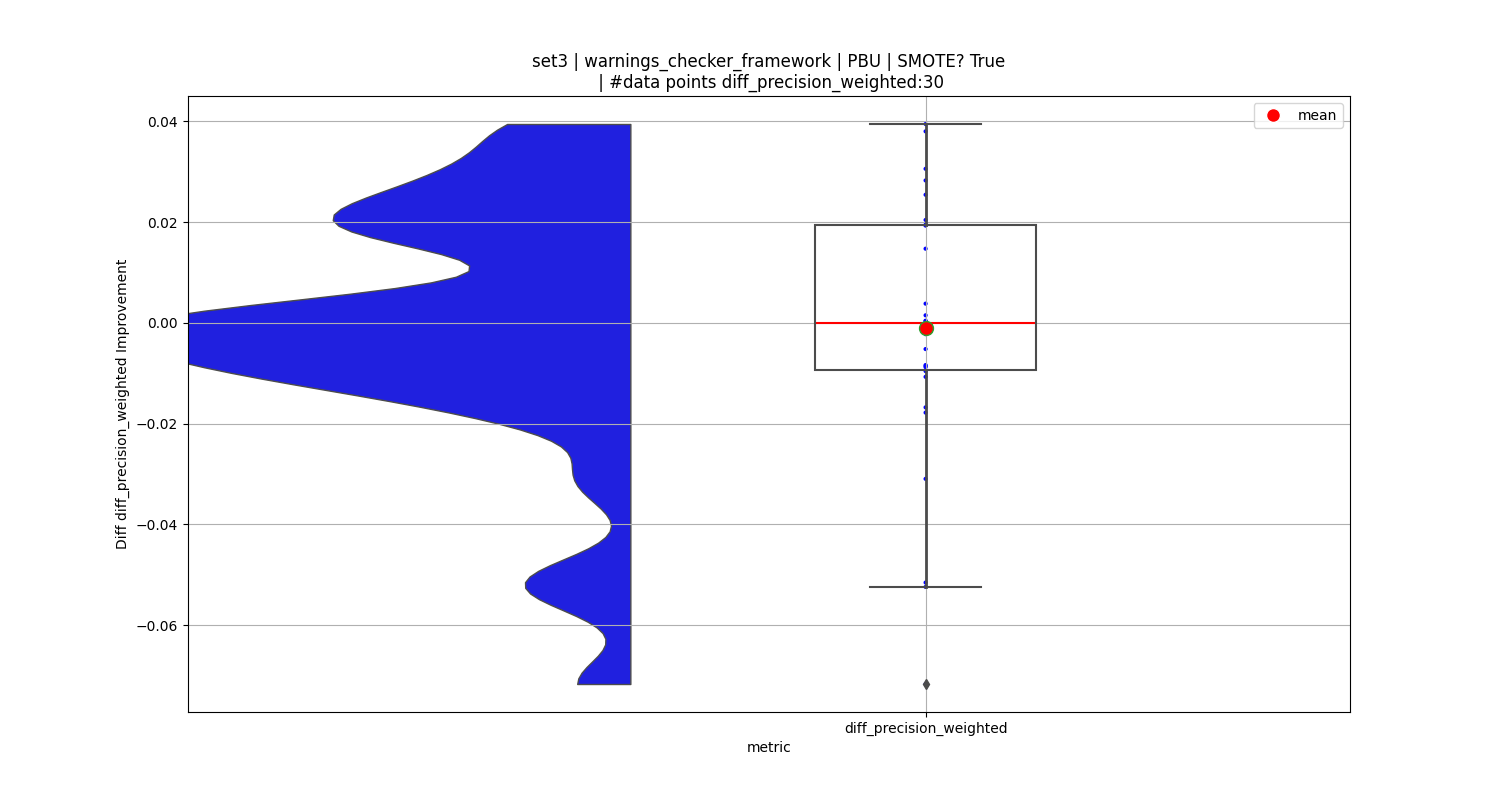 set3 | warnings_checker_framework | PBU | SMOTE? True
| #data points diff_precision_weighted:30
mean
0.04
0.02
0.00
−0.02
−0.04
−0.06
Diff diff_precision_weighted Improvement
diff_precision_weighted
metric